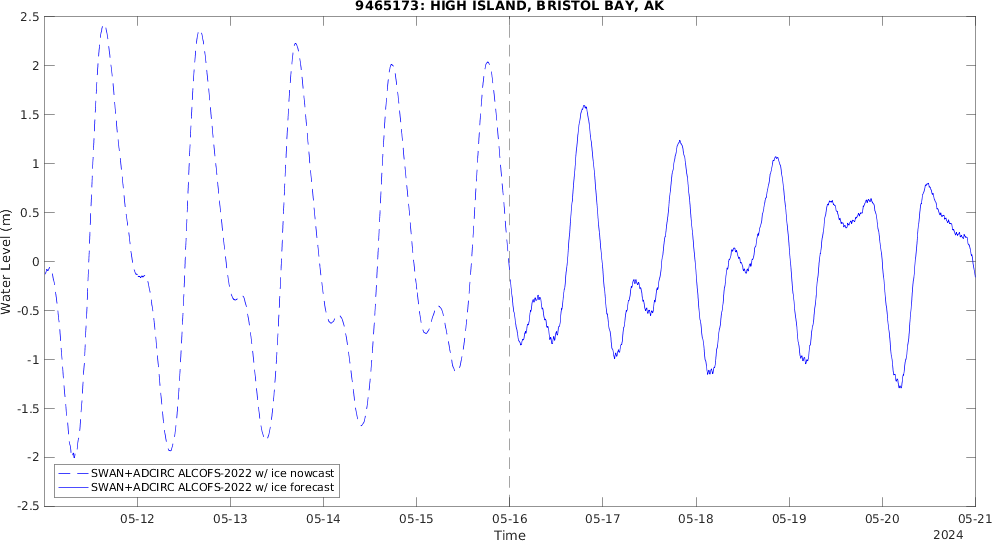 9465173: HIGH ISLAND, BRISTOL BAY, AK
2.5
2
1.5
1
0.5
0
-0.5
-1
-1.5
-2
-2.5
Water Level (m)
SWAN+ADCIRC ALCOFS-2022 w/ ice nowcast
SWAN+ADCIRC ALCOFS-2022 w/ ice forecast
05-12 05-13 05-14 05-15 05-16 05-17 05-18 05-19 05-20 05-21
Time
2024